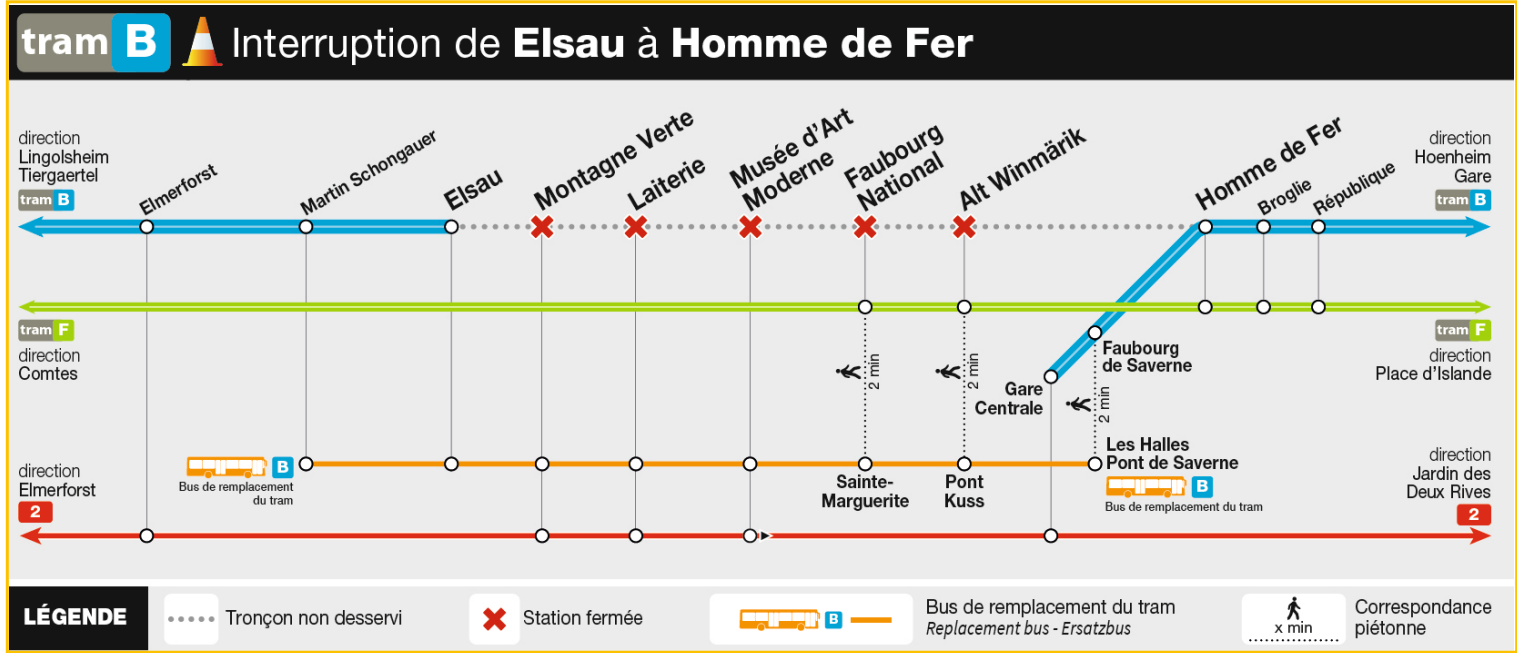 tram B Interruption de Elsau à Homme de Fer
direction
Lingolsheim
Tiergaertel
tram B
Elmerforst
Martin Schongauer
Elsau
Montagne Verte
Laiterie
Musée d'Art
Moderne
Faubourg
National
Alt Winmärik
Homme de Fer
Broglie
République
direction
Hoenheim
Gare
tram B
tram F
direction
Comtes
2 min
2 min
Gare
Centrale
Faubourg
de Saverne
2 min
tram F
direction
Place d'Islande
B
Bus de remplacement
du tram
Sainte-
Marguerite
Pont
Kuss
Les Halles
Pont de Saverne
B
Bus de remplacement du tram
direction
Elmerforst
2
direction
Jardin des
Deux Rives
2
LÉGENDE
Tronçon non desservi
Station fermée
B
Bus de remplacement du tram
Replacement bus - Ersatzbus
x min
Correspondance
piétonne